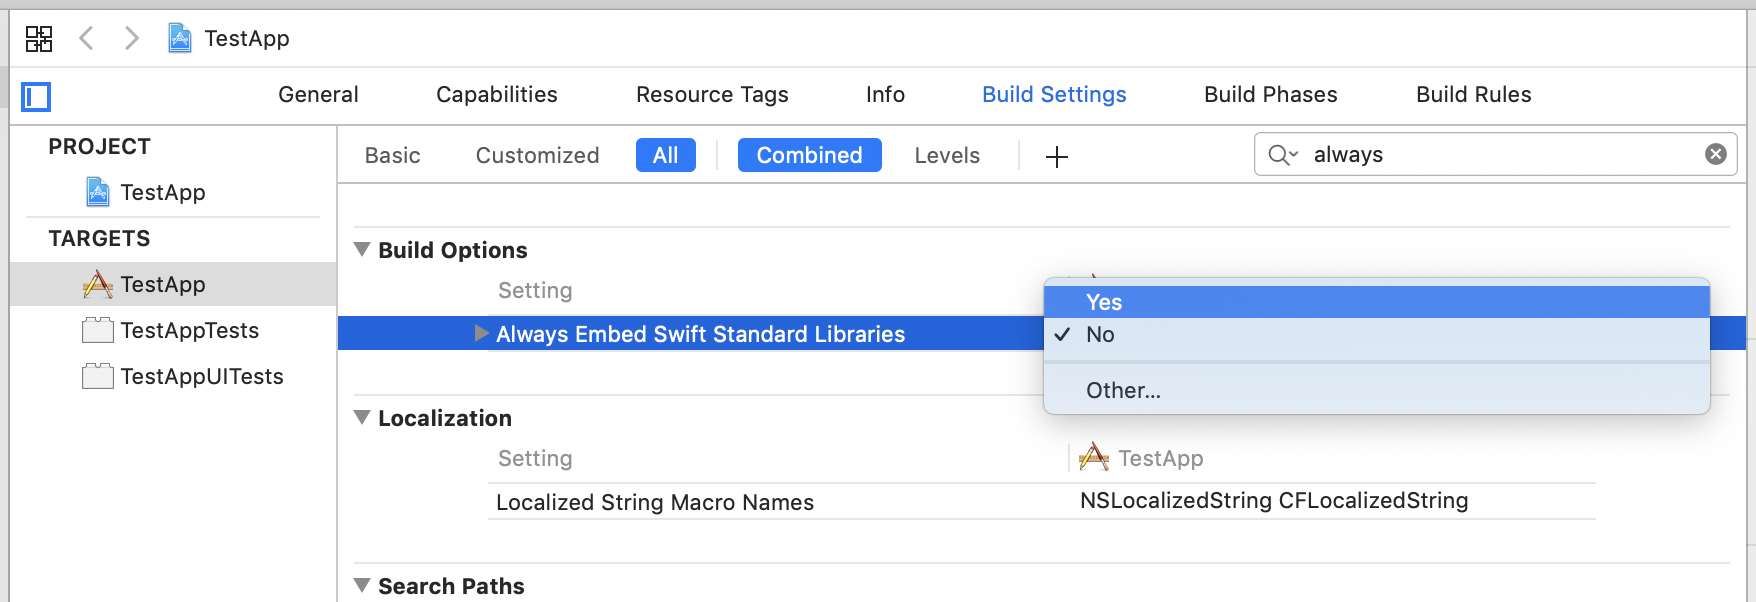 TestApp
General Capabilities Resource Tags Info Build Settings Build Phases Build Rules
PROJECT
TestApp
TARGETS
TestApp
TestAppTests
TestAppUITests
Basic Customized All Combined Levels + always
Build Options
Setting
Always Embed Swift Standard Libraries
Yes
No
Other...
Localization
Setting TestApp
Localized String Macro Names NSLocalizedString CFLocalizedString
Search Paths